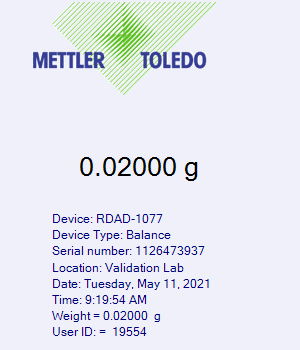 METTLER TOLEDO
0.02000 g
Device: RDAD-1077
Device Type: Balance
Serial number: 1126473937
Location: Validation Lab
Date: Tuesday, May 11, 2021
Time: 9:19:54 AM
Weight = 0.02000 g
User ID: = 19554